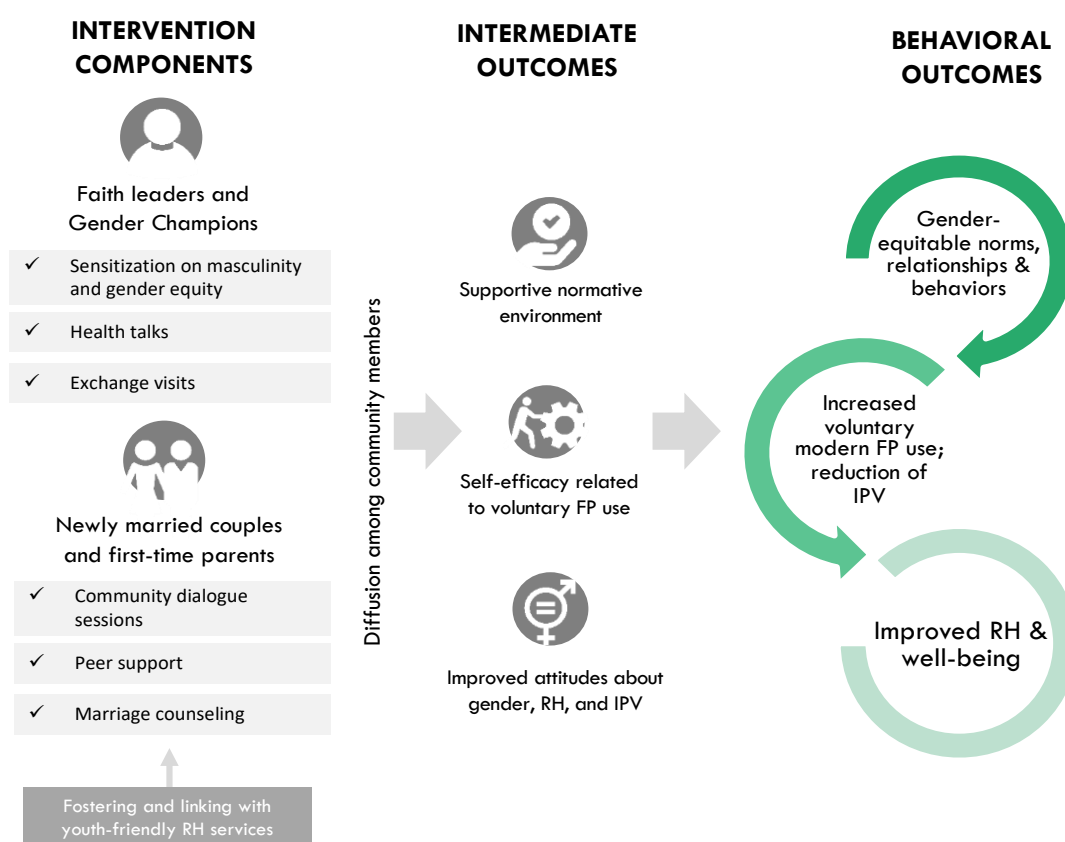 INTERVENTION
COMPONENTS
Faith leaders and
Gender Champions
✓ Sensitization on masculinity
and gender equity
✓ Health talks
✓ Exchange visits
Newly married couples
and first-time parents
✓ Community dialogue
sessions
✓ Peer support
✓ Marriage counseling
Fostering and linking with
youth-friendly RH services
Diffusion among community members
INTERMEDIATE
OUTCOMES
Supportive normative
environment
Self-efficacy related
to voluntary FP use
Improved attitudes about
gender, RH, and IPV
BEHAVIORAL
OUTCOMES
Gender-
equitable norms,
relationships &
behaviors
Increased
voluntary
modern FP use;
reduction of
IPV
Improved RH &
well-being